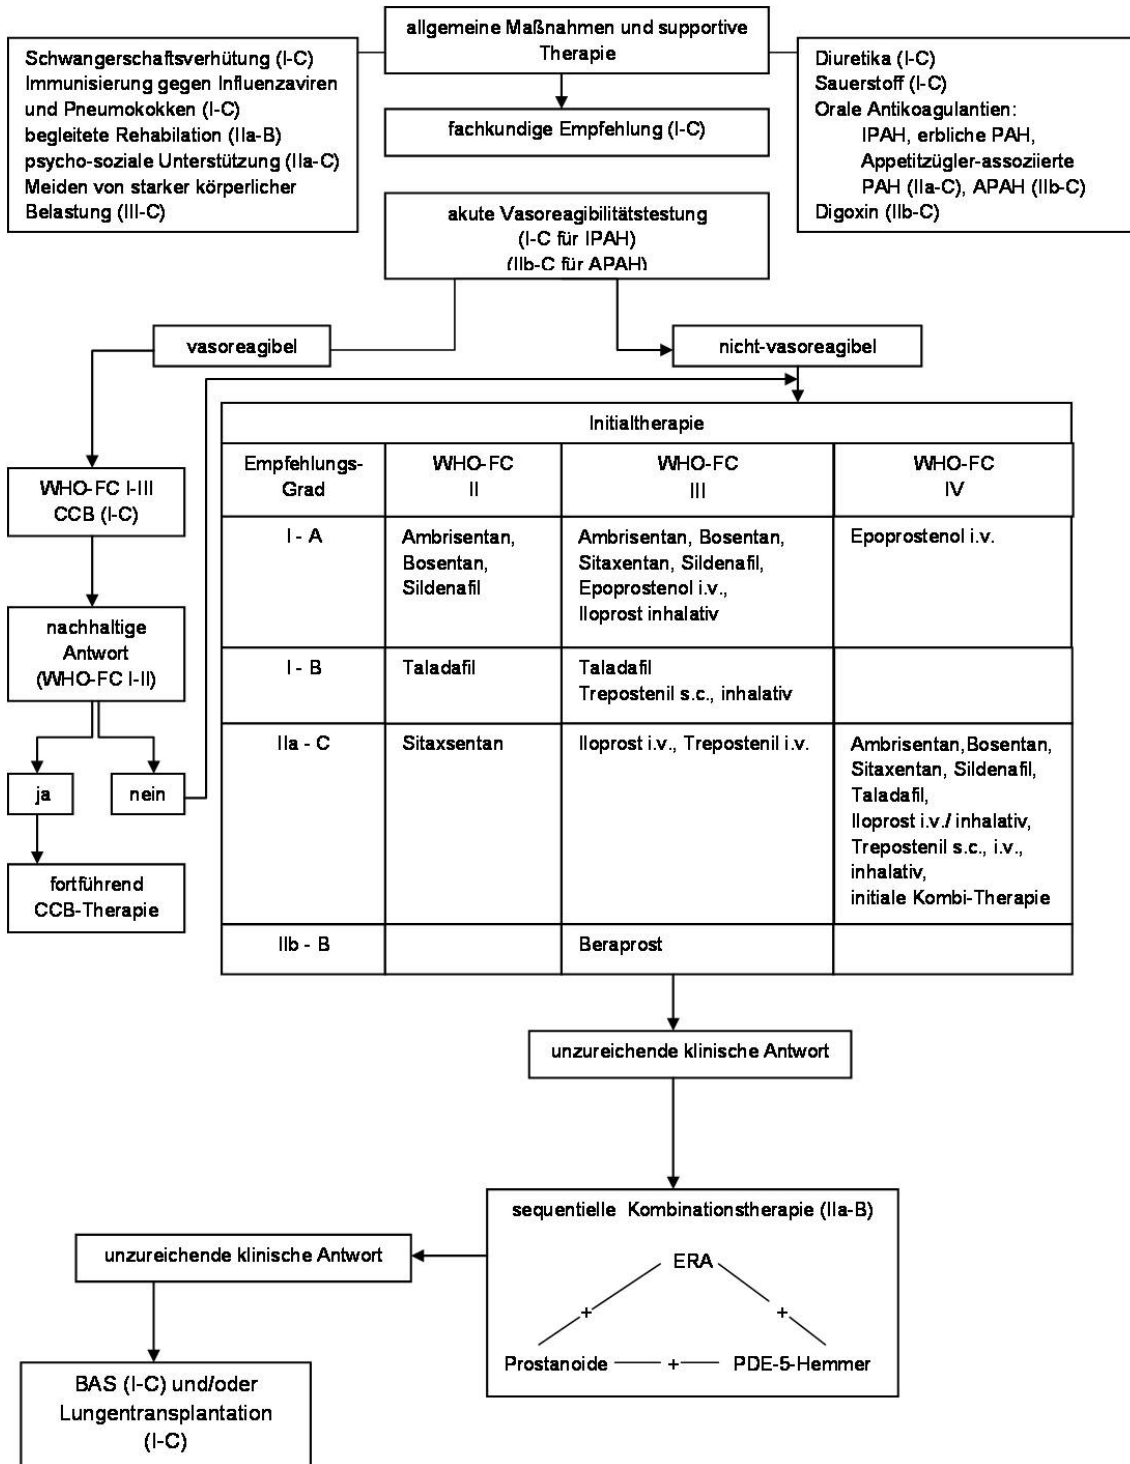 allgemeine Maßnahmen und supportive
Therapie
Schwangerschaftsverhütung (I-C)
Immunisierung gegen Influenzaviren
und Pneumokokken (I-C)
begleitete Rehabilation (IIa-B)
psycho-soziale Unterstützung (IIa-C)
Meiden von starker körperlicher
Belastung (III-C)
Diuretika (I-C)
Sauerstoff (I-C)
Orale Antikoagulantien:
IPAH, erbliche PAH,
Appetitzügler-assoziierte
PAH (IIa-C), APAH (IIb-C)
Digoxin (IIb-C)
fachkundige Empfehlung (I-C)
akute Vasoreagibilitätstestung
(I-C für IPAH)
(IIb-C für APAH)
vasoreagibel
nicht-vasoreagibel
WHO-FC I-III
CCB (I-C)
nachhaltige
Antwort
(WHO-FC I-II)
ja
nein
fortführend
CCB-Therapie
Initialtherapie
Empfehlungs-
Grad
WHO-FC
II
WHO-FC
III
WHO-FC
IV
I - A
Ambrisentan,
Bosentan,
Sildenafil
Ambrisentan, Bosentan,
Sitaxentan, Sildenafil,
Epoprostenol i.v.,
Iloprost inhalativ
Epoprostenol i.v.
I - B
Taladafil
Taladafil
Trepostenil s.c., inhalativ
IIa - C
Sitaxsentan
Iloprost i.v., Trepostenil i.v.
Ambrisentan,Bosentan,
Sitaxentan, Sildenafil,
Taladafil,
Iloprost i.v./ inhalativ,
Trepostenil s.c., i.v.,
inhalativ,
initiale Kombi-Therapie
IIb - B
Beraprost
unzureichende klinische Antwort
sequentielle Kombinationstherapie (IIa-B)
ERA
+ +
Prostanoide + PDE-5-Hemmer
unzureichende klinische Antwort
BAS (I-C) und/oder
Lungentransplantation
(I-C)